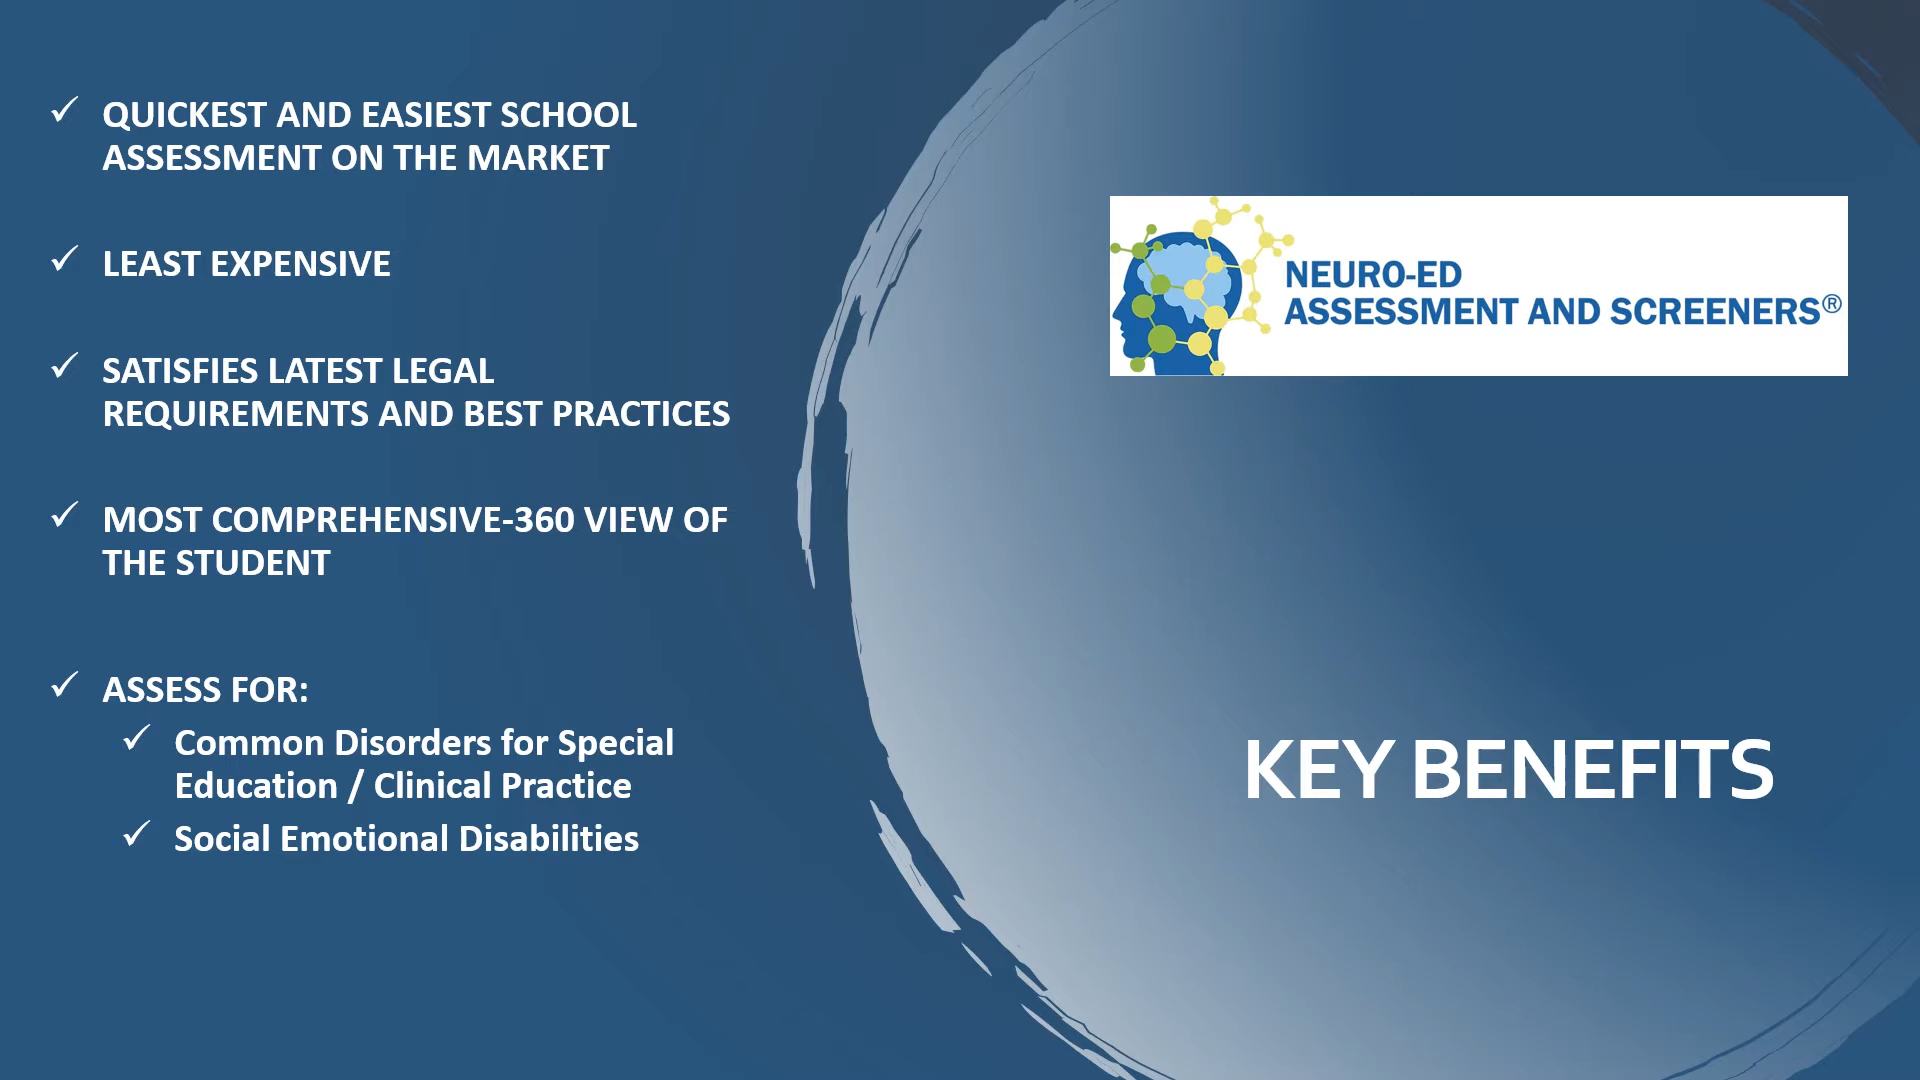 QUICKEST AND EASIEST SCHOOL
ASSESSMENT ON THE MARKET
LEAST EXPENSIVE
SATISFIES LATEST LEGAL
REQUIREMENTS AND BEST PRACTICES
MOST COMPREHENSIVE-360 VIEW OF
THE STUDENT
ASSESS FOR:
Common Disorders for Special
Education / Clinical Practice
Social Emotional Disabilities
NEURO-ED
ASSESSMENT AND SCREENERS®
KEY BENEFITS